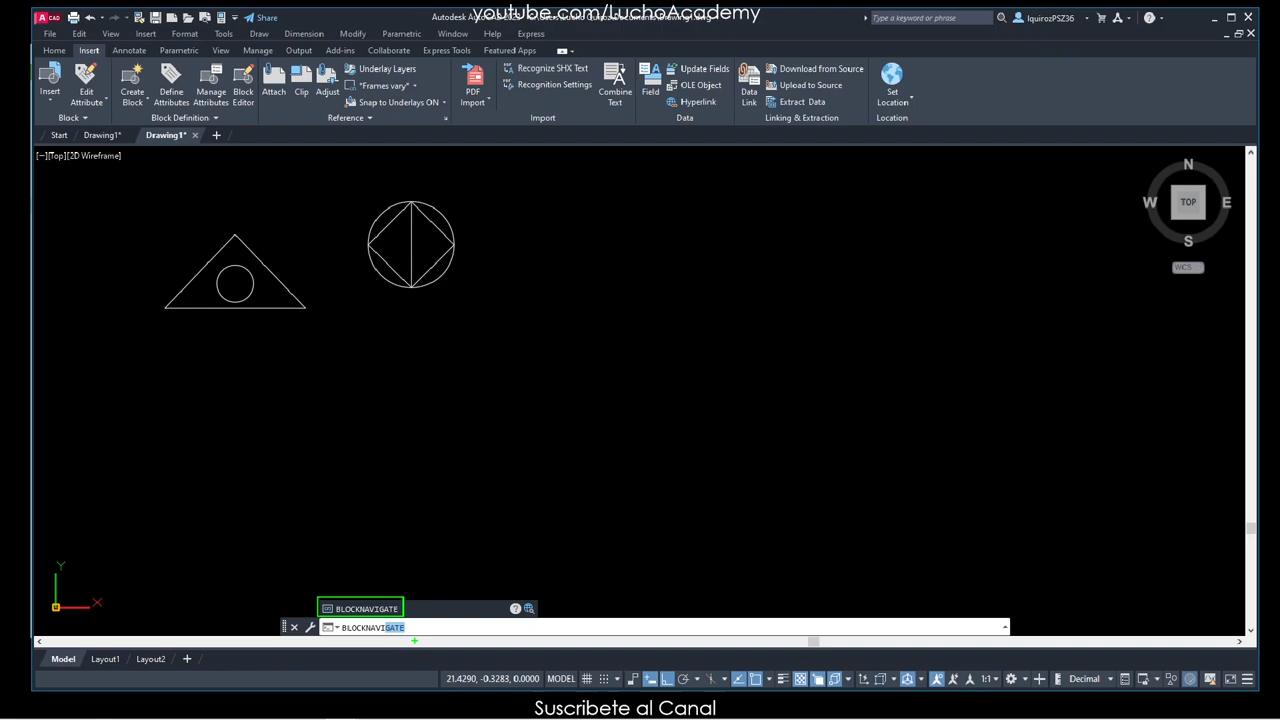 youtube.com/LuchoAcademy
CAD
Share
Autodesk AutoCAD
Type a keyword or phrase
lquirozPSZ36
File Edit View Insert Format Tools Draw Dimension Modify Parametric Window Help Express
Home Insert Annotate Parametric View Manage Output Add-ins Collaborate Express Tools Featured Apps
Insert
Edit Attribute
Create Block
Define Attributes
Manage Attributes
Block Editor
Attach
Clip
Adjust
Underlay Layers
*Frames vary*
Snap to Underlays ON
PDF Import
Recognize SHX Text
Recognition Settings
Combine Text
Field
Update Fields
OLE Object
Hyperlink
Data Link
Download from Source
Upload to Source
Extract Data
Set Location
Block
Block Definition
Reference
Import
Data
Linking & Extraction
Location
Start Drawing1* Drawing1*
[−][Top][2D Wireframe]
N
W TOP E
S
WCS
Y
X
BLOCKNAVIGATE
BLOCKNAVIGATE
Model Layout1 Layout2
21.4290, -0.3283, 0.0000 MODEL 1:1 Decimal
Suscribete al Canal